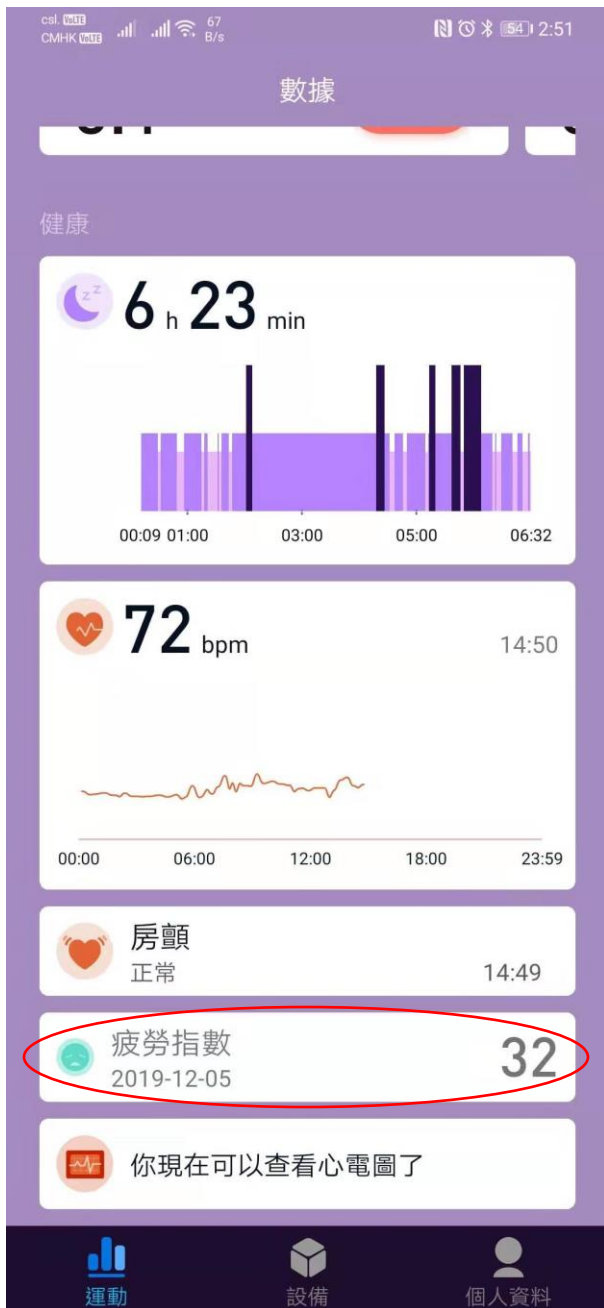 csl. VoLTE
CMHK VoLTE
67
B/s
54
2:51
數據
健康
6 h 23 min
00:09 01:00 03:00 05:00 06:32
72 bpm
14:50
00:00 06:00 12:00 18:00 23:59
房顫
正常
14:49
疲勞指數
32
2019-12-05
你現在可以查看心電圖了
運動 設備 個人資料